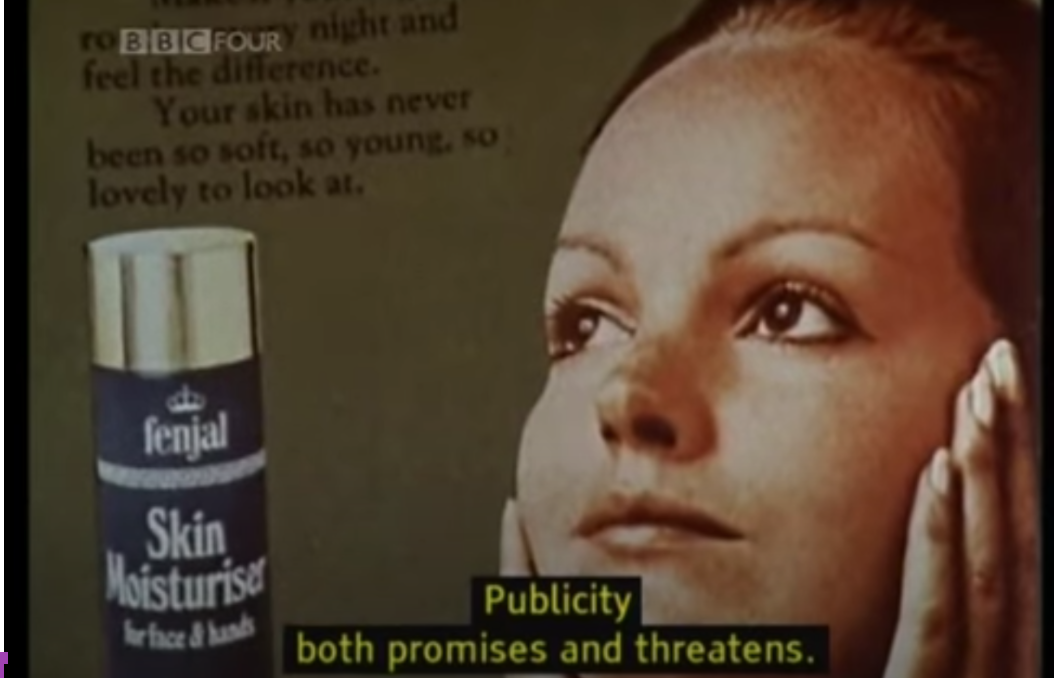 every night and
feel the difference.
Your skin has never
been so soft, so young, so
lovely to look at.
BBC FOUR
fenjal
Skin
Moisturiser
for face & hands
Publicity
both promises and threatens.